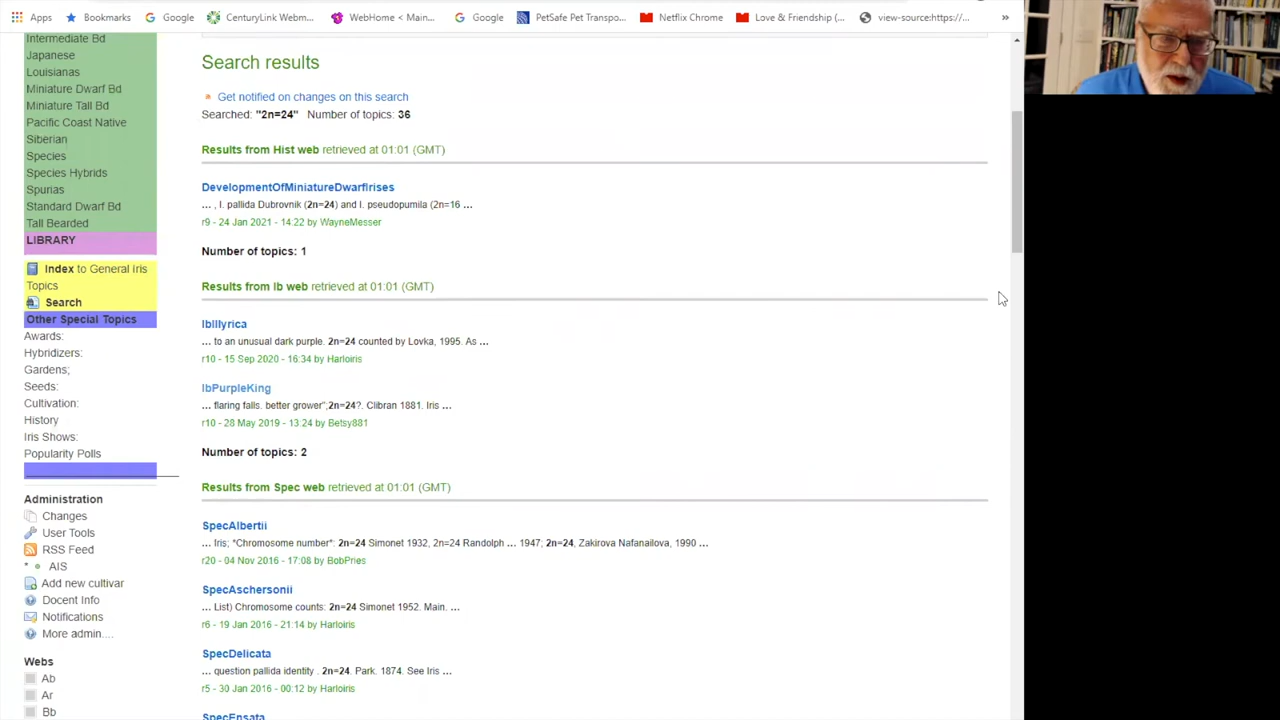 Apps
Bookmarks
Google
CenturyLink Webm...
WebHome < Main...
Google
PetSafe Pet Transpo...
Netflix Chrome
Love & Friendship (...
view-source:https://...
»
Intermediate Bd
Japanese
Louisianas
Miniature Dwarf Bd
Miniature Tall Bd
Pacific Coast Native
Siberian
Species
Species Hybrids
Spurias
Standard Dwarf Bd
Tall Bearded
LIBRARY
Index to General Iris
Topics
Search
Other Special Topics
Awards:
Hybridizers:
Gardens;
Seeds:
Cultivation:
History
Iris Shows:
Popularity Polls
Administration
Changes
User Tools
RSS Feed
* AIS
Add new cultivar
Docent Info
Notifications
More admin....
Webs
Ab
Ar
Bb
Search results
Get notified on changes on this search
Searched: "2n=24" Number of topics: 36
Results from Hist web retrieved at 01:01 (GMT)
DevelopmentOfMiniatureDwarfIrises
... , I. pallida Dubrovnik (2n=24) and I. pseudopumila (2n=16 ...
r9 - 24 Jan 2021 - 14:22 by WayneMesser
Number of topics: 1
Results from Ib web retrieved at 01:01 (GMT)
IbIllyrica
... to an unusual dark purple. 2n=24 counted by Lovka, 1995. As ...
r10 - 15 Sep 2020 - 16:34 by Harloiris
IbPurpleKing
... flaring falls. better grower";2n=24?. Clibran 1881. Iris ...
r10 - 28 May 2019 - 13:24 by Betsy881
Number of topics: 2
Results from Spec web retrieved at 01:01 (GMT)
SpecAlbertii
... Iris; *Chromosome number*: 2n=24 Simonet 1932, 2n=24 Randolph ... 1947; 2n=24, Zakirova Nafanailova, 1990 ...
r20 - 04 Nov 2016 - 17:08 by BobPries
SpecAschersonii
... List) Chromosome counts: 2n=24 Simonet 1952. Main. ...
r6 - 19 Jan 2016 - 21:14 by Harloiris
SpecDelicata
... question pallida identity . 2n=24. Park. 1874. See Iris ...
r5 - 30 Jan 2016 - 00:12 by Harloiris
SpecEnsata